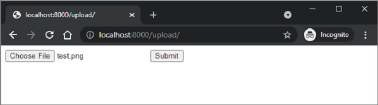 localhost:8000/upload/
localhost:8000/upload/
Incognito
Choose File test.png
Submit